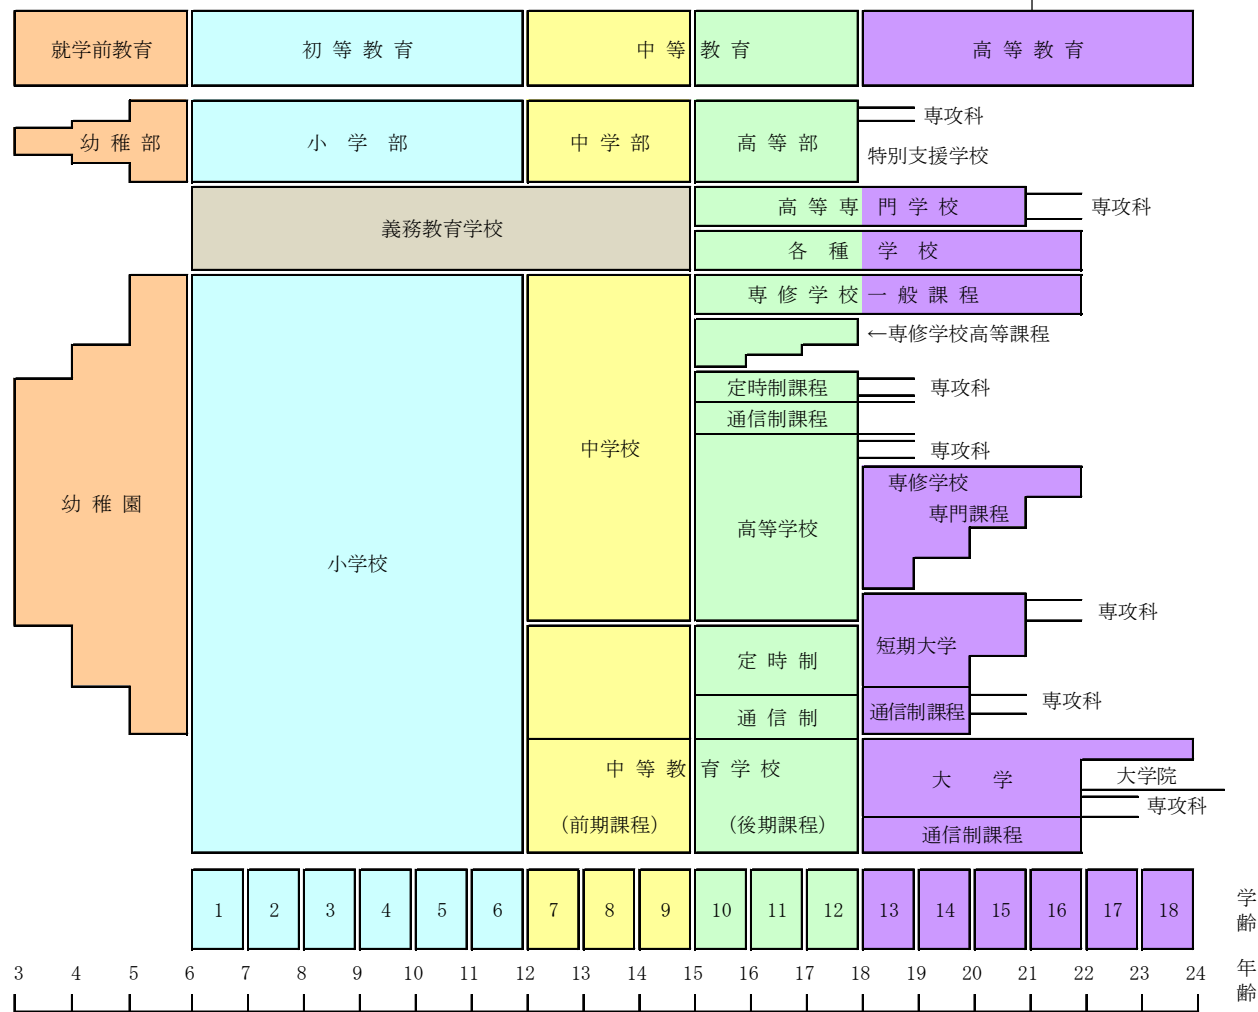 就学前教育
初等教育
中等教育
高等教育
幼稚部
小学部
中学部
高等部
専攻科
特別支援学校
義務教育学校
高等専門学校
専攻科
各種学校
専修学校一般課程
←専修学校高等課程
定時制課程
専攻科
通信制課程
中学校
専攻科
専修学校
専門課程
幼稚園
高等学校
小学校
専攻科
短期大学
定時制
専攻科
通信制
通信制課程
中等教育学校
大学
大学院
専攻科
(前期課程)
(後期課程)
通信制課程
1 2 3 4 5 6 7 8 9 10 11 12 13 14 15 16 17 18
学齢
3 4 5 6 7 8 9 10 11 12 13 14 15 16 17 18 19 20 21 22 23 24
年齢